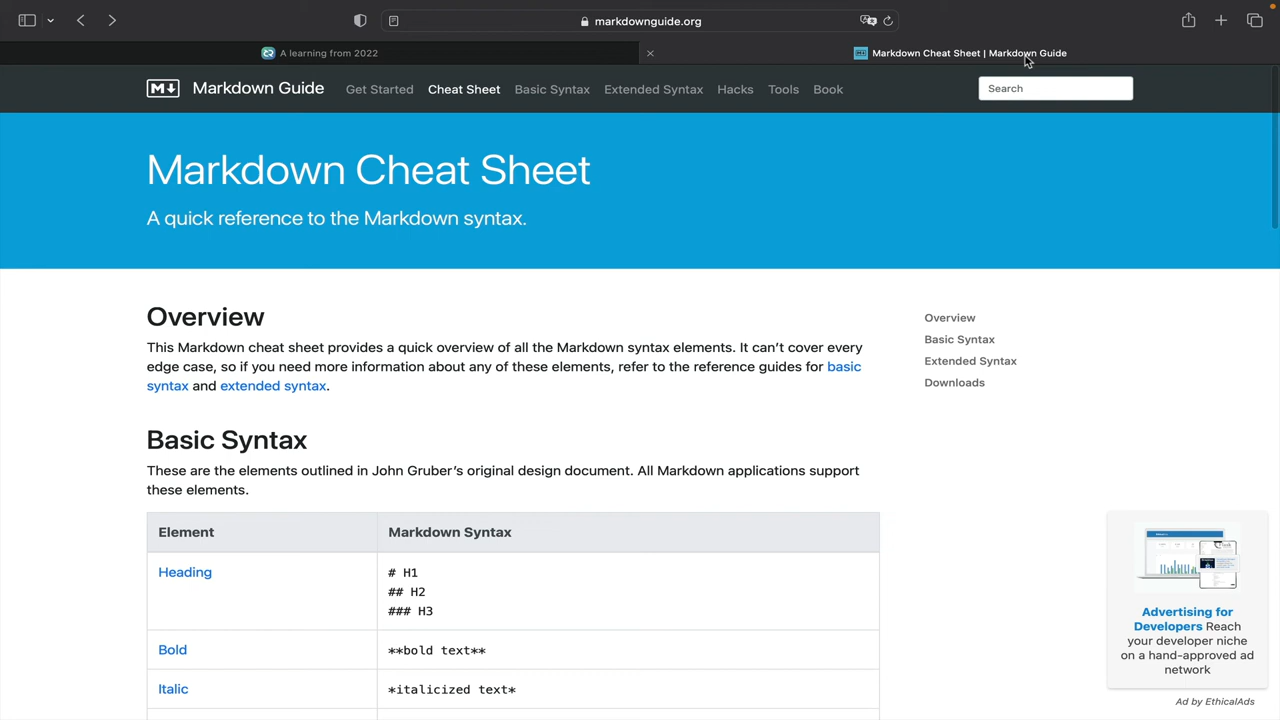 markdownguide.org
A learning from 2022
Markdown Cheat Sheet | Markdown Guide
M Markdown Guide Get Started Cheat Sheet Basic Syntax Extended Syntax Hacks Tools Book Search
Markdown Cheat Sheet
A quick reference to the Markdown syntax.
Overview
This Markdown cheat sheet provides a quick overview of all the Markdown syntax elements. It can't cover every
edge case, so if you need more information about any of these elements, refer to the reference guides for basic
syntax and extended syntax.
Overview
Basic Syntax
Extended Syntax
Downloads
Basic Syntax
These are the elements outlined in John Gruber's original design document. All Markdown applications support
these elements.
Element Markdown Syntax
Heading # H1
## H2
### H3
Bold **bold text**
Italic *italicized text*
Advertising for
Developers Reach
your developer niche
on a hand-approved ad
network
Ad by EthicalAds